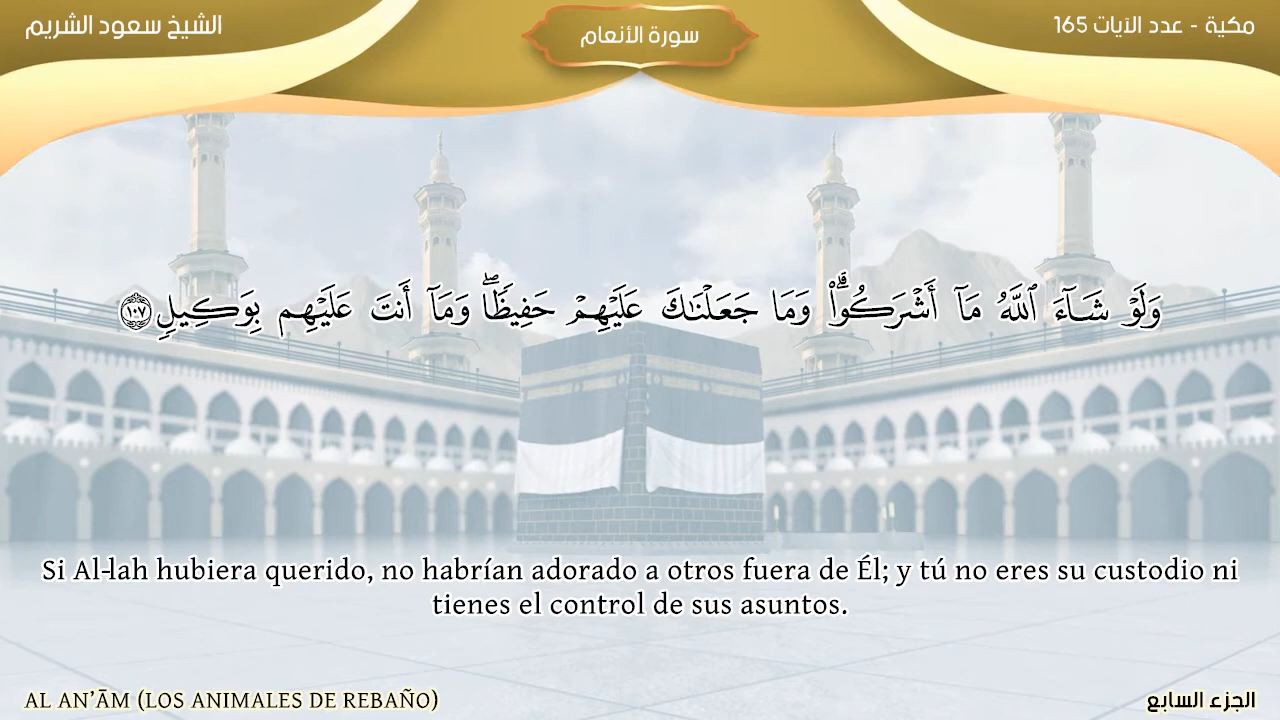 الشيخ سعود الشريم
سورة الأنعام
مكية - عدد الآيات 165
وَلَوْ شَآءَ ٱللَّهُ مَآ أَشْرَكُوا۟ ۗ وَمَا جَعَلْنَـٰكَ عَلَيْهِمْ حَفِيظًۭا ۖ وَمَآ أَنتَ عَلَيْهِم بِوَكِيلٍۢ ١٠٧
Si Al-lah hubiera querido, no habrían adorado a otros fuera de Él; y tú no eres su custodio ni
tienes el control de sus asuntos.
AL AN’ĀM (LOS ANIMALES DE REBAÑO)
الجزء السابع